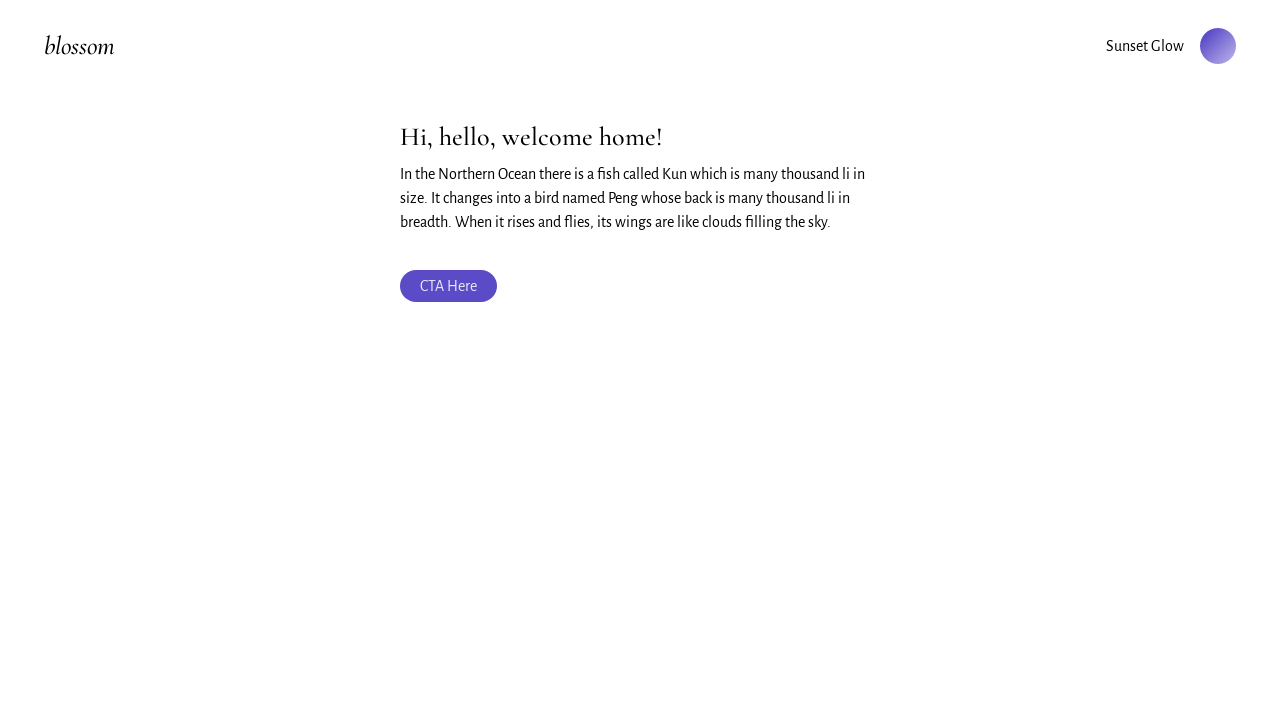 blossom
Sunset Glow
Hi, hello, welcome home!
In the Northern Ocean there is a fish called Kun which is many thousand li in
size. It changes into a bird named Peng whose back is many thousand li in
breadth. When it rises and flies, its wings are like clouds filling the sky.
CTA Here